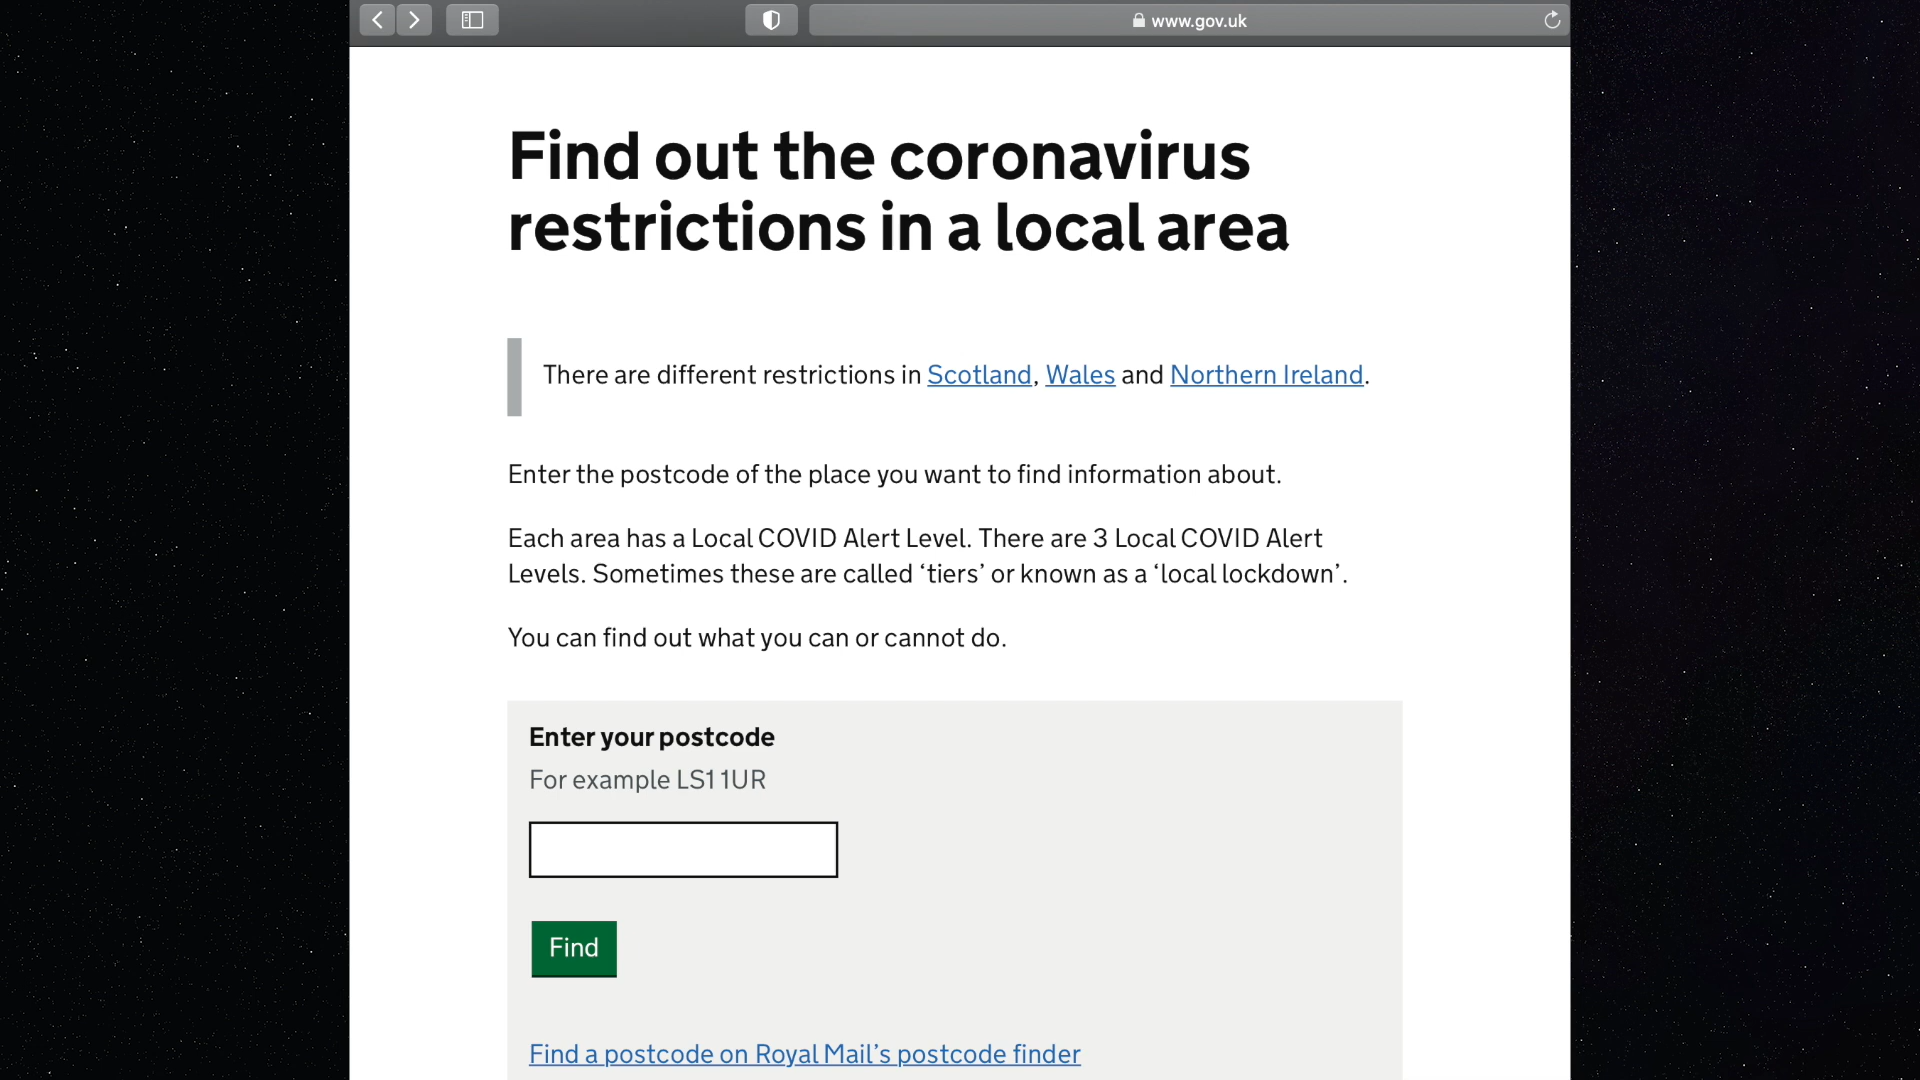 www.gov.uk
Find out the coronavirus
restrictions in a local area
There are different restrictions in Scotland, Wales and Northern Ireland.
Enter the postcode of the place you want to find information about.
Each area has a Local COVID Alert Level. There are 3 Local COVID Alert
Levels. Sometimes these are called ‘tiers’ or known as a ‘local lockdown’.
You can find out what you can or cannot do.
Enter your postcode
For example LS1 1UR
Find
Find a postcode on Royal Mail’s postcode finder